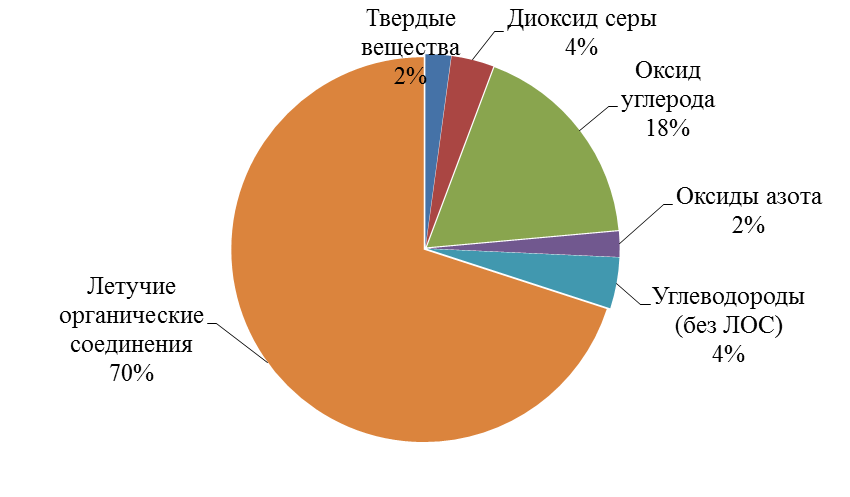 Твердые
вещества
2%
Диоксид серы
4%
Оксид
углерода
18%
Оксиды азота
2%
Углеводороды
(без ЛОС)
4%
Летучие
органические
соединения
70%